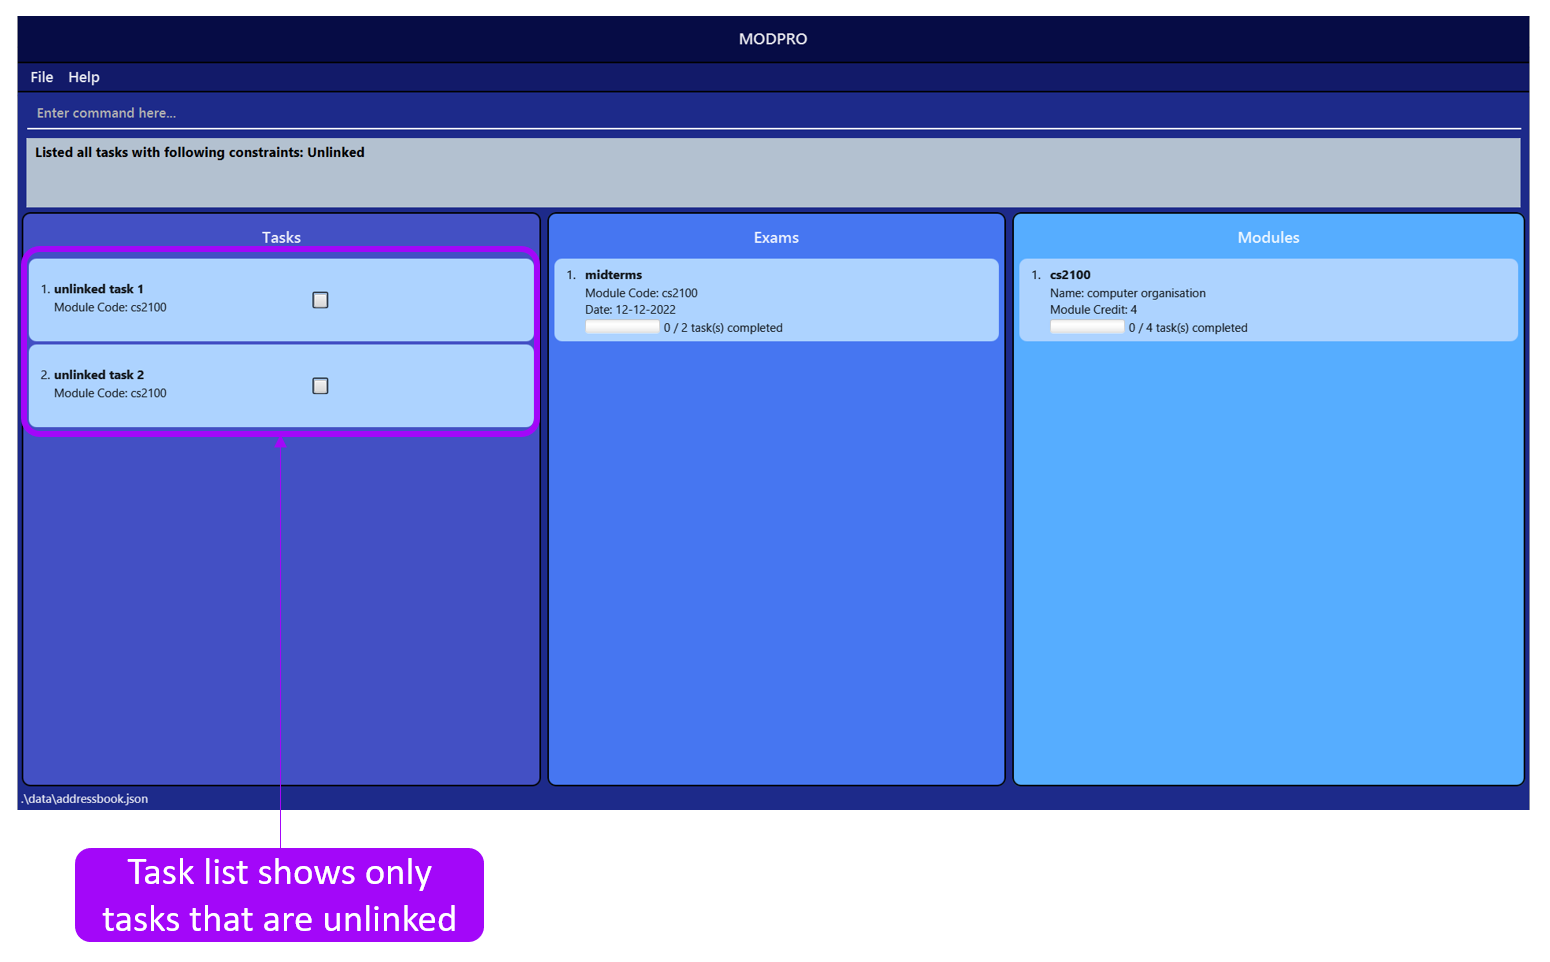 MODPRO
File Help
Enter command here...
Listed all tasks with following constraints: Unlinked
Tasks
1. unlinked task 1
Module Code: cs2100
2. unlinked task 2
Module Code: cs2100
Exams
1. midterms
Module Code: cs2100
Date: 12-12-2022
0 / 2 task(s) completed
Modules
1. cs2100
Name: computer organisation
Module Credit: 4
0 / 4 task(s) completed
.\data\addressbook.json
Task list shows only
tasks that are unlinked